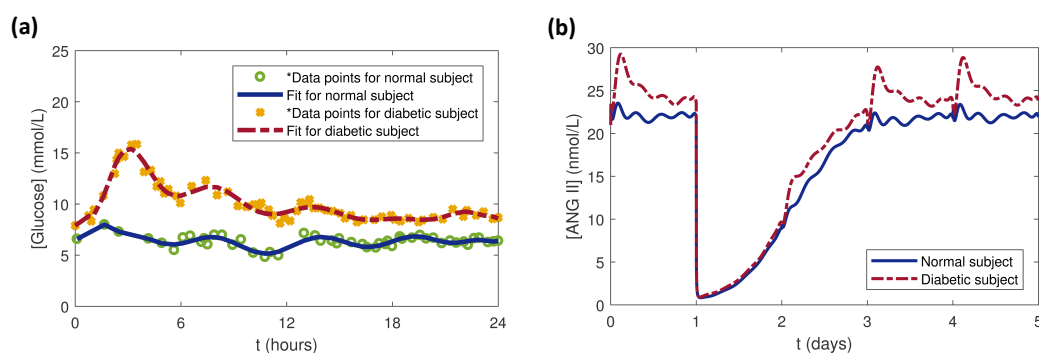 (a)
[Glucose] (mmol/L)
25
20
15
10
5
0
*Data points for normal subject
Fit for normal subject
*Data points for diabetic subject
Fit for diabetic subject
0 6 12 18 24
t (hours)
(b)
[ANG II] (nmol/L)
30
25
20
15
10
5
0
Normal subject
Diabetic subject
0 1 2 3 4 5
t (days)